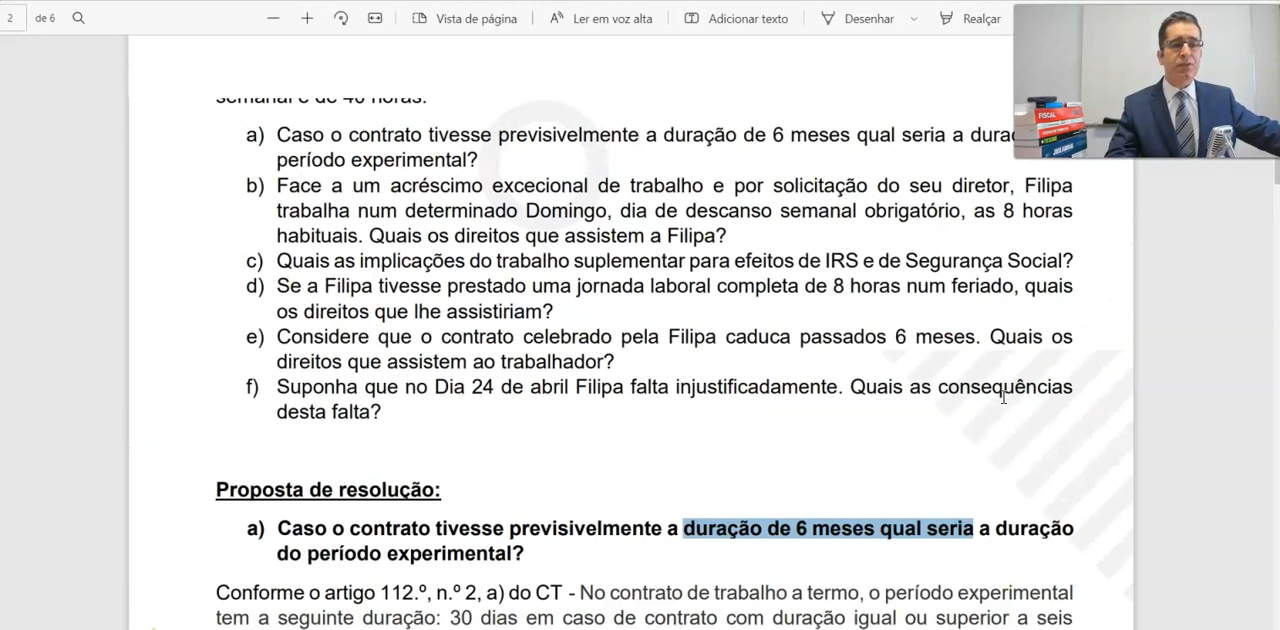 2 de 6
Vista de página
Ler em voz alta
Adicionar texto
Desenhar
Realçar
FISCAL
semanal é de 40 horas.
a) Caso o contrato tivesse previsivelmente a duração de 6 meses qual seria a
período experimental?
b) Face a um acréscimo excecional de trabalho e por solicitação do seu diretor, Filipa
trabalha num determinado Domingo, dia de descanso semanal obrigatório, as 8 horas
habituais. Quais os direitos que assistem a Filipa?
c) Quais as implicações do trabalho suplementar para efeitos de IRS e de Segurança Social?
d) Se a Filipa tivesse prestado uma jornada laboral completa de 8 horas num feriado, quais
os direitos que lhe assistiriam?
e) Considere que o contrato celebrado pela Filipa caduca passados 6 meses. Quais os
direitos que assistem ao trabalhador?
f) Suponha que no Dia 24 de abril Filipa falta injustificadamente. Quais as consequências
desta falta?
Proposta de resolução:
a) Caso o contrato tivesse previsivelmente a duração de 6 meses qual seria a duração
do período experimental?
Conforme o artigo 112.º, n.º 2, a) do CT - No contrato de trabalho a termo, o período experimental
tem a seguinte duração: 30 dias em caso de contrato com duração igual ou superior a seis